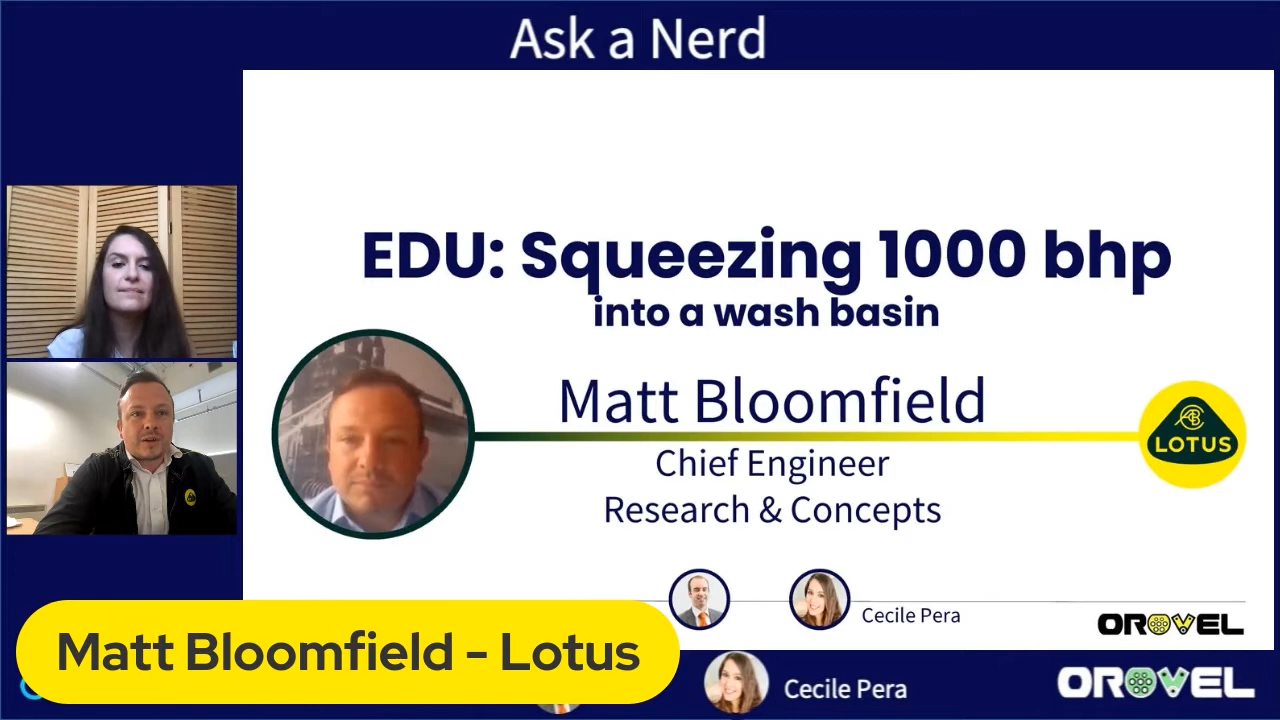 Ask a Nerd
EDU: Squeezing 1000 bhp
into a wash basin
Matt Bloomfield
LOTUS
Chief Engineer
Research & Concepts
Cecile Pera
OROVEL
Matt Bloomfield - Lotus
Cecile Pera
OROVEL